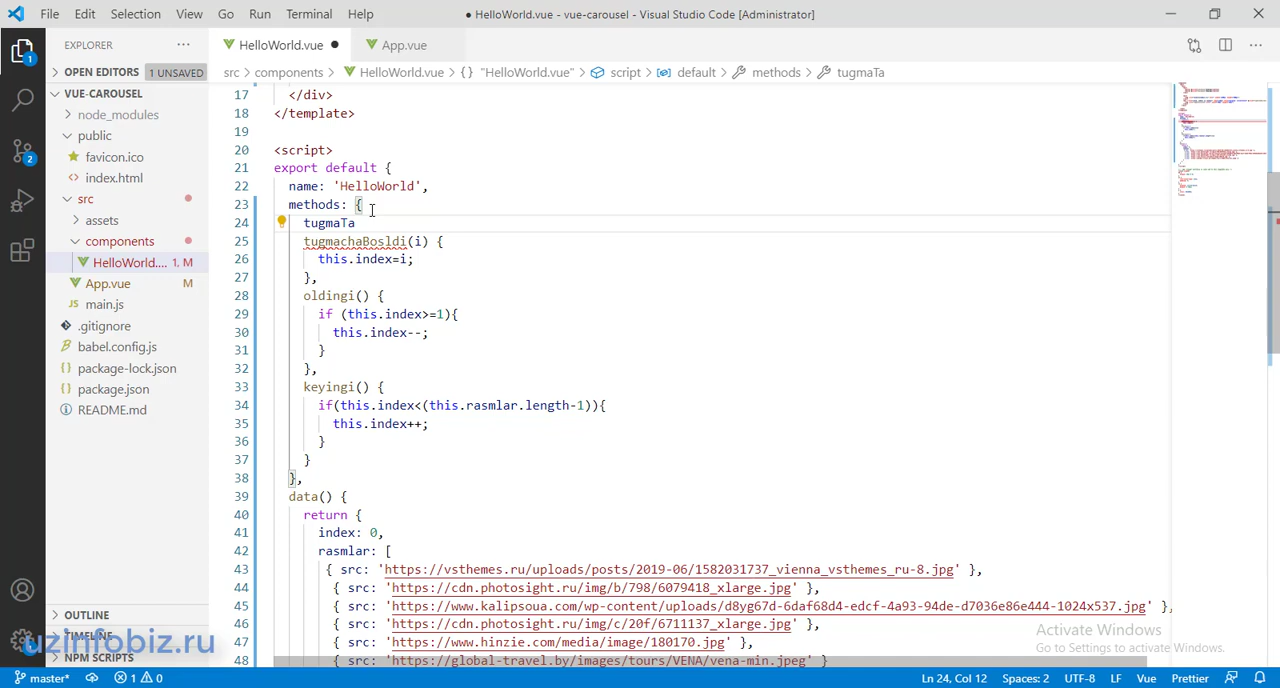 File Edit Selection View Go Run Terminal Help ● HelloWorld.vue - vue-carousel - Visual Studio Code [Administrator]
EXPLORER
HelloWorld.vue ● App.vue
OPEN EDITORS 1 UNSAVED
src > components > HelloWorld.vue > {} "HelloWorld.vue" > script > default > methods > tugmaTa
VUE-CAROUSEL
node_modules
public
favicon.ico
index.html
src
assets
components
HelloWorld.... 1, M
App.vue M
main.js
.gitignore
babel.config.js
package-lock.json
package.json
README.md
OUTLINE
TIMELINE
NPM SCRIPTS
17 </div>
18 </template>
19
20 <script>
21 export default {
22 name: 'HelloWorld',
23 methods: {
24 tugmaTa
25 tugmachaBosldi(i) {
26 this.index=i;
27 },
28 oldingi() {
29 if (this.index>=1){
30 this.index--;
31 }
32 },
33 keyingi() {
34 if(this.index<(this.rasmlar.length-1)){
35 this.index++;
36 }
37 }
38 },
39 data() {
40 return {
41 index: 0,
42 rasmlar: [
43 { src: 'https://vsthemes.ru/uploads/posts/2019-06/1582031737_vienna_vsthemes_ru-8.jpg' },
44 { src: 'https://cdn.photosight.ru/img/b/798/6079418_xlarge.jpg' },
45 { src: 'https://www.kalipsoua.com/wp-content/uploads/d8yg67d-6daf68d4-edcf-4a93-94de-d7036e86e444-1024x537.jpg' },
46 { src: 'https://cdn.photosight.ru/img/c/20f/6711137_xlarge.jpg' },
47 { src: 'https://www.hinzie.com/media/image/180170.jpg' },
48 { src: 'https://global-travel.by/images/tours/VENA/vena-min.jpeg' }
Activate Windows
Go to Settings to activate Windows.
uzinfobiz.ru
master* 1 0 Ln 24, Col 12 Spaces: 2 UTF-8 LF Vue Prettier